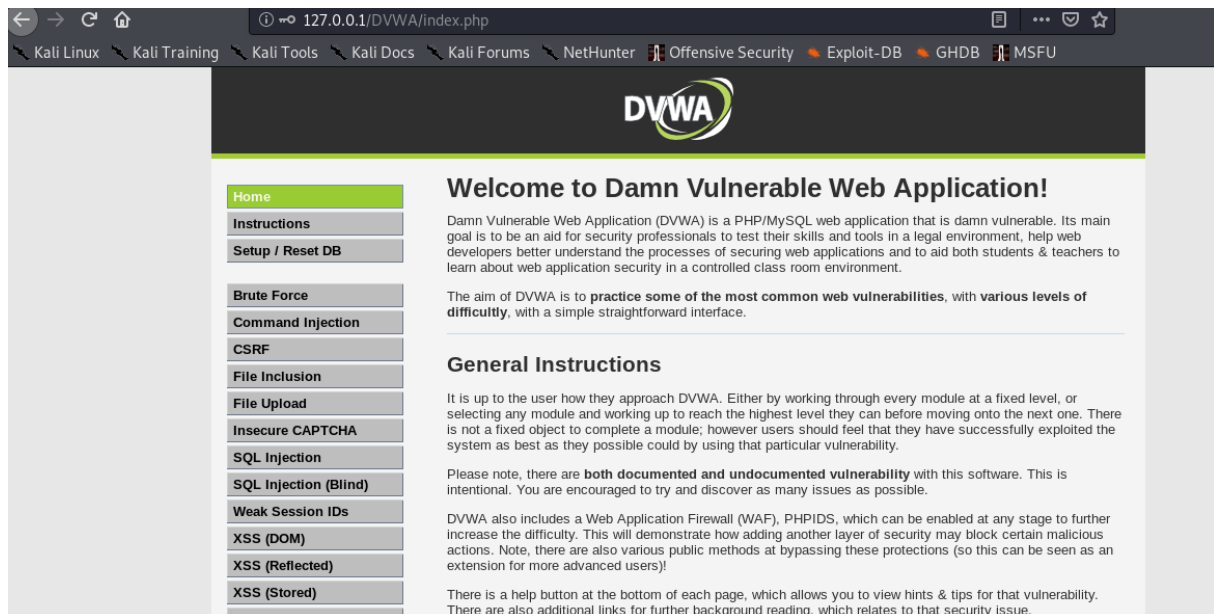 127.0.0.1/DVWA/index.php
Kali Linux Kali Training Kali Tools Kali Docs Kali Forums NetHunter Offensive Security Exploit-DB GHDB MSFU
DVWA
Home
Instructions
Setup / Reset DB
Brute Force
Command Injection
CSRF
File Inclusion
File Upload
Insecure CAPTCHA
SQL Injection
SQL Injection (Blind)
Weak Session IDs
XSS (DOM)
XSS (Reflected)
XSS (Stored)
Welcome to Damn Vulnerable Web Application!
Damn Vulnerable Web Application (DVWA) is a PHP/MySQL web application that is damn vulnerable. Its main
goal is to be an aid for security professionals to test their skills and tools in a legal environment, help web
developers better understand the processes of securing web applications and to aid both students & teachers to
learn about web application security in a controlled class room environment.
The aim of DVWA is to practice some of the most common web vulnerabilities, with various levels of
difficultly, with a simple straightforward interface.
General Instructions
It is up to the user how they approach DVWA. Either by working through every module at a fixed level, or
selecting any module and working up to reach the highest level they can before moving onto the next one. There
is not a fixed object to complete a module; however users should feel that they have successfully exploited the
system as best as they possible could by using that particular vulnerability.
Please note, there are both documented and undocumented vulnerability with this software. This is
intentional. You are encouraged to try and discover as many issues as possible.
DVWA also includes a Web Application Firewall (WAF), PHPIDS, which can be enabled at any stage to further
increase the difficulty. This will demonstrate how adding another layer of security may block certain malicious
actions. Note, there are also various public methods at bypassing these protections (so this can be seen as an
extension for more advanced users)!
There is a help button at the bottom of each page, which allows you to view hints & tips for that vulnerability.
There are also additional links for further background reading, which relates to that security issue.